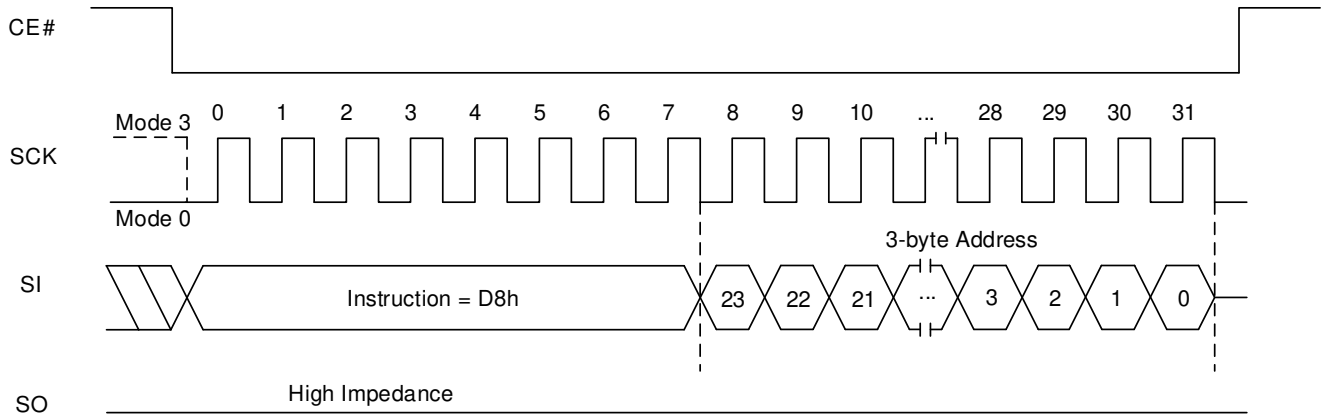 CE#
0 1 2 3 4 5 6 7 8 9 10 ... 28 29 30 31
Mode 3
SCK
Mode 0
3-byte Address
SI
Instruction = D8h 23 22 21 ... 3 2 1 0
High Impedance
SO